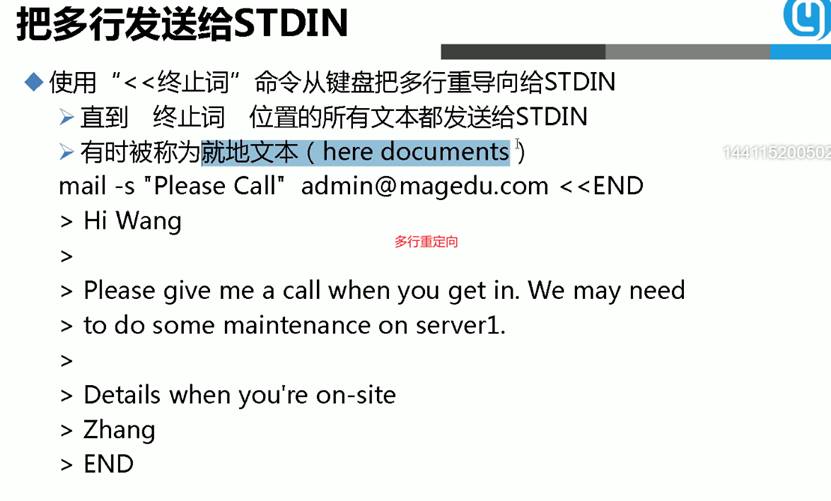 把多行发送给STDIN
使用“<<终止词”命令从键盘把多行重导向给STDIN
直到 终止词 位置的所有文本都发送给STDIN
有时被称为就地文本（here documents）
144115200502
mail -s "Please Call" admin@magedu.com <<END
> Hi Wang
多行重定向
>
> Please give me a call when you get in. We may need
> to do some maintenance on server1.
>
> Details when you're on-site
> Zhang
> END